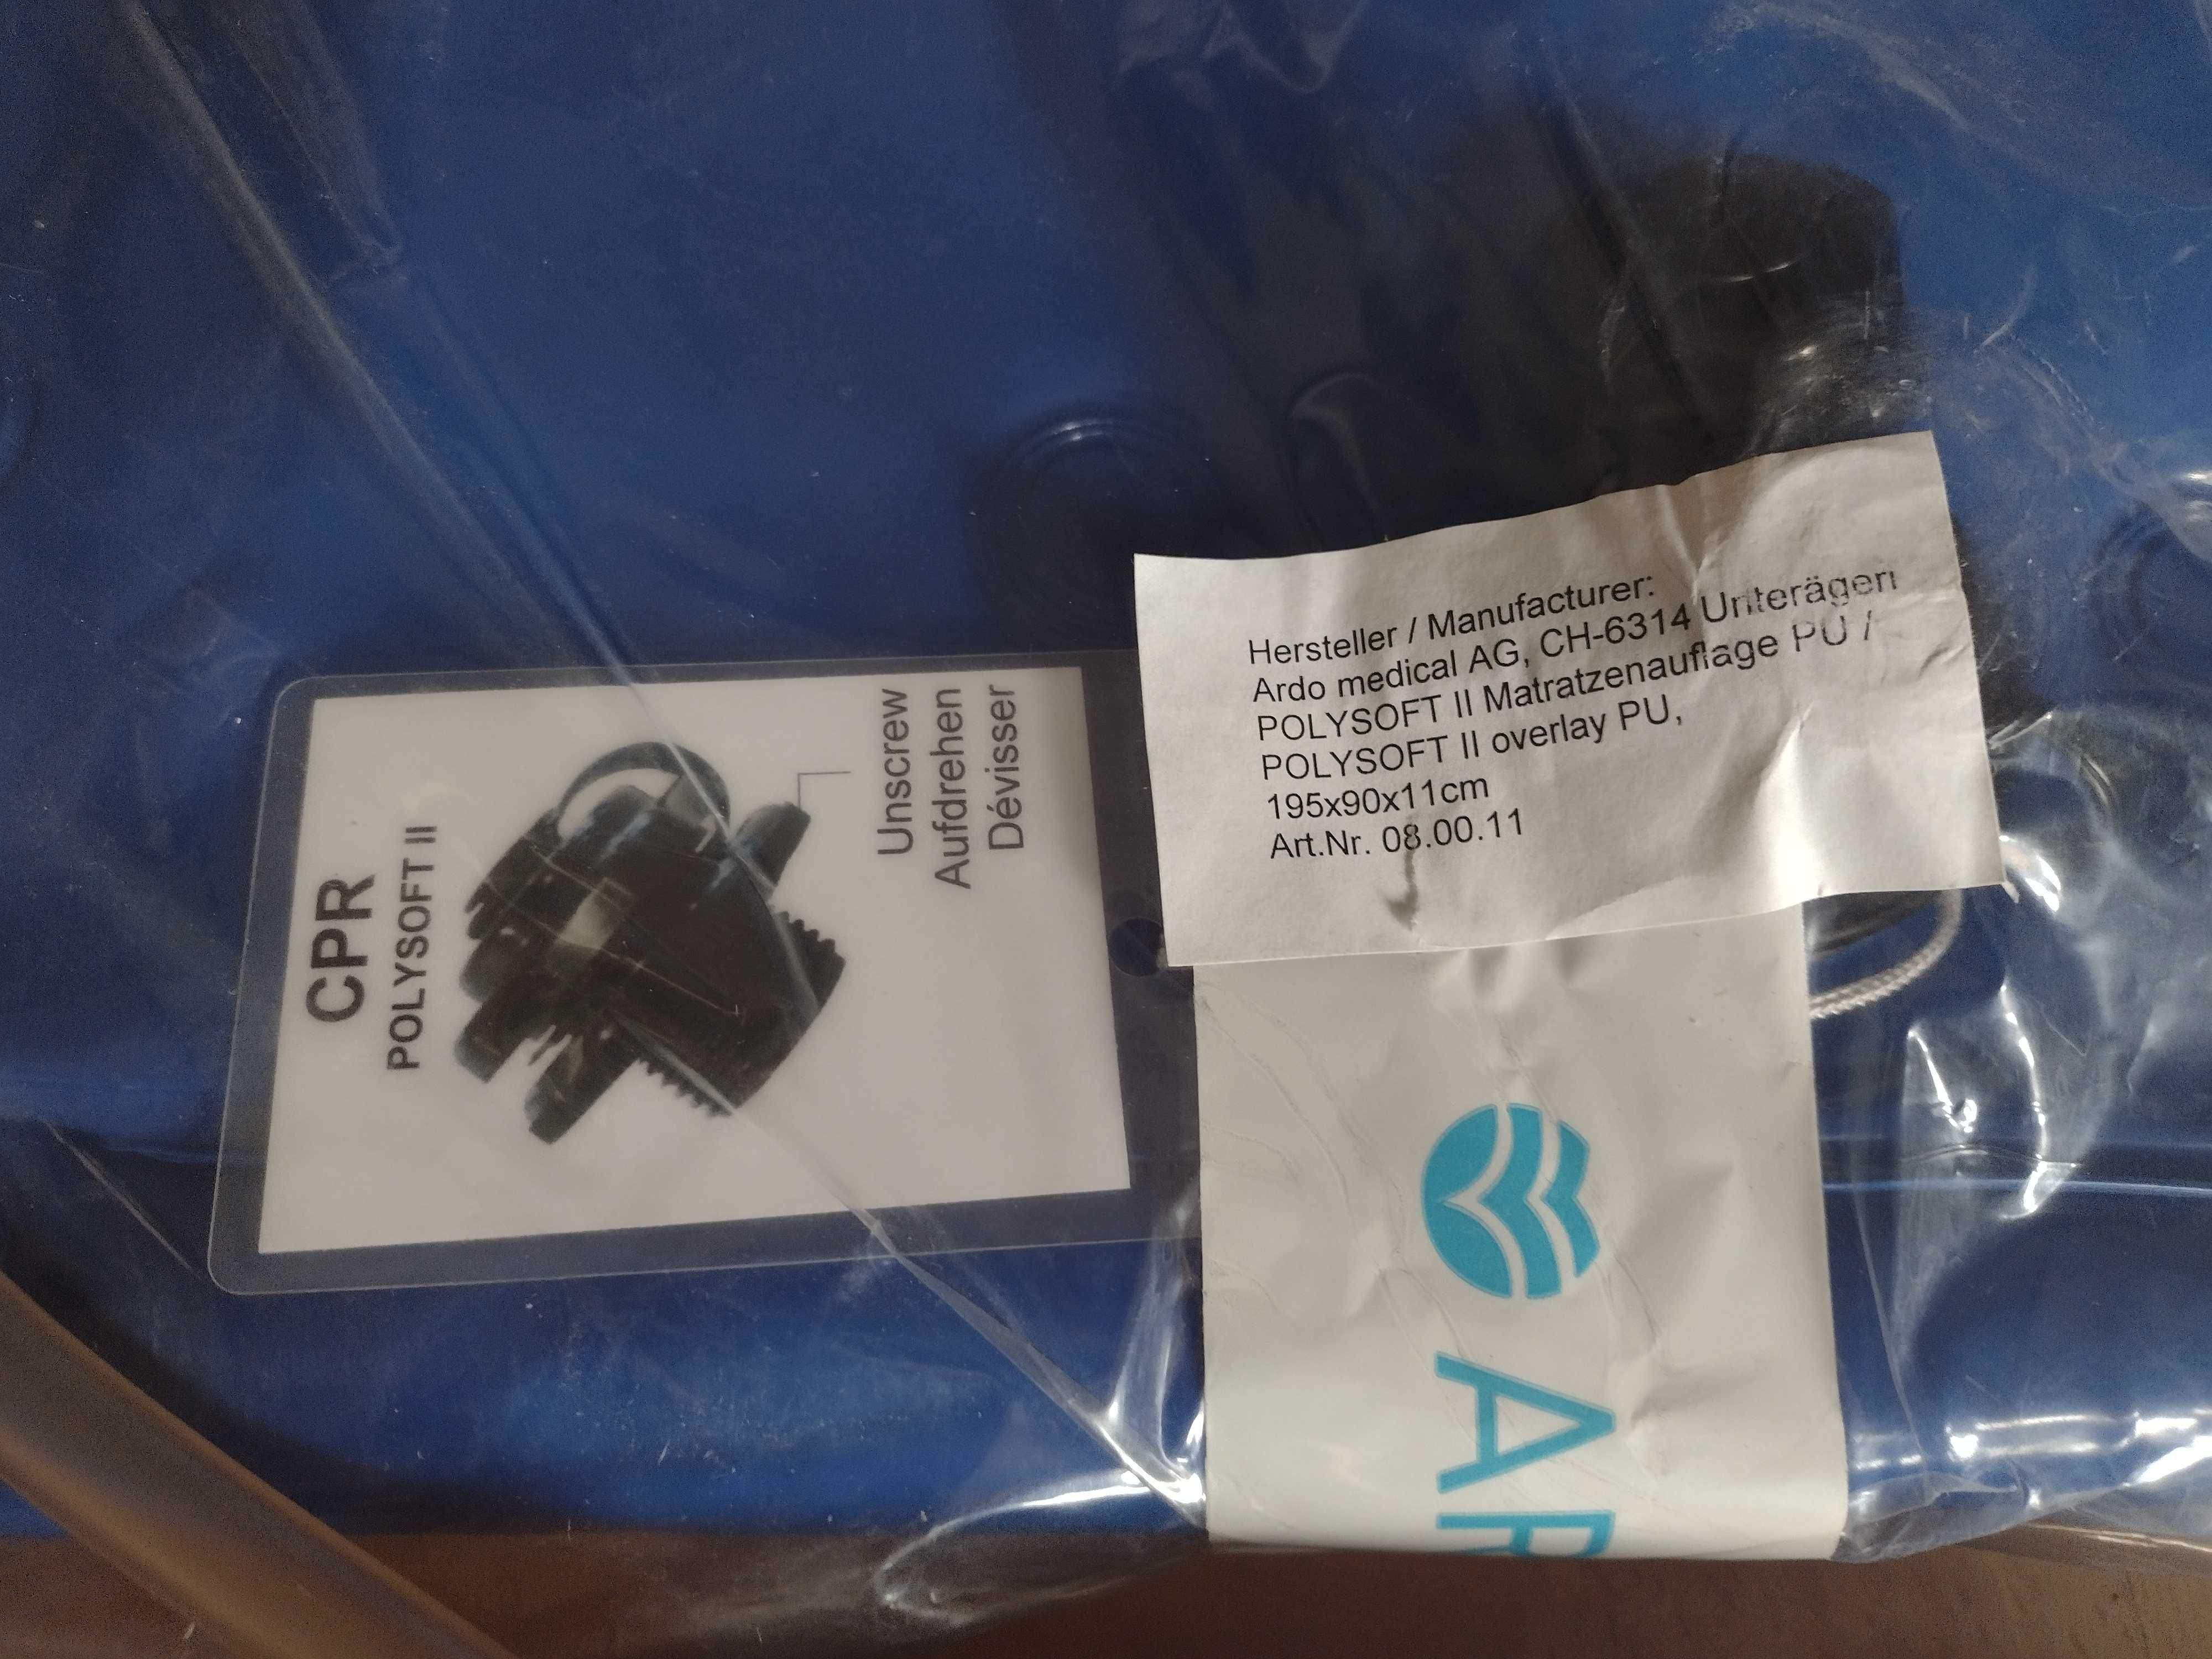 CPR
POLYSOFT II
Unscrew
Aufdrehen
Dévisser
Hersteller / Manufacturer:
Ardo medical AG, CH-6314 Unterägeri
POLYSOFT II Matratzenauflage PU /
POLYSOFT II overlay PU,
195x90x11cm
Art.Nr. 08.00.11
AR